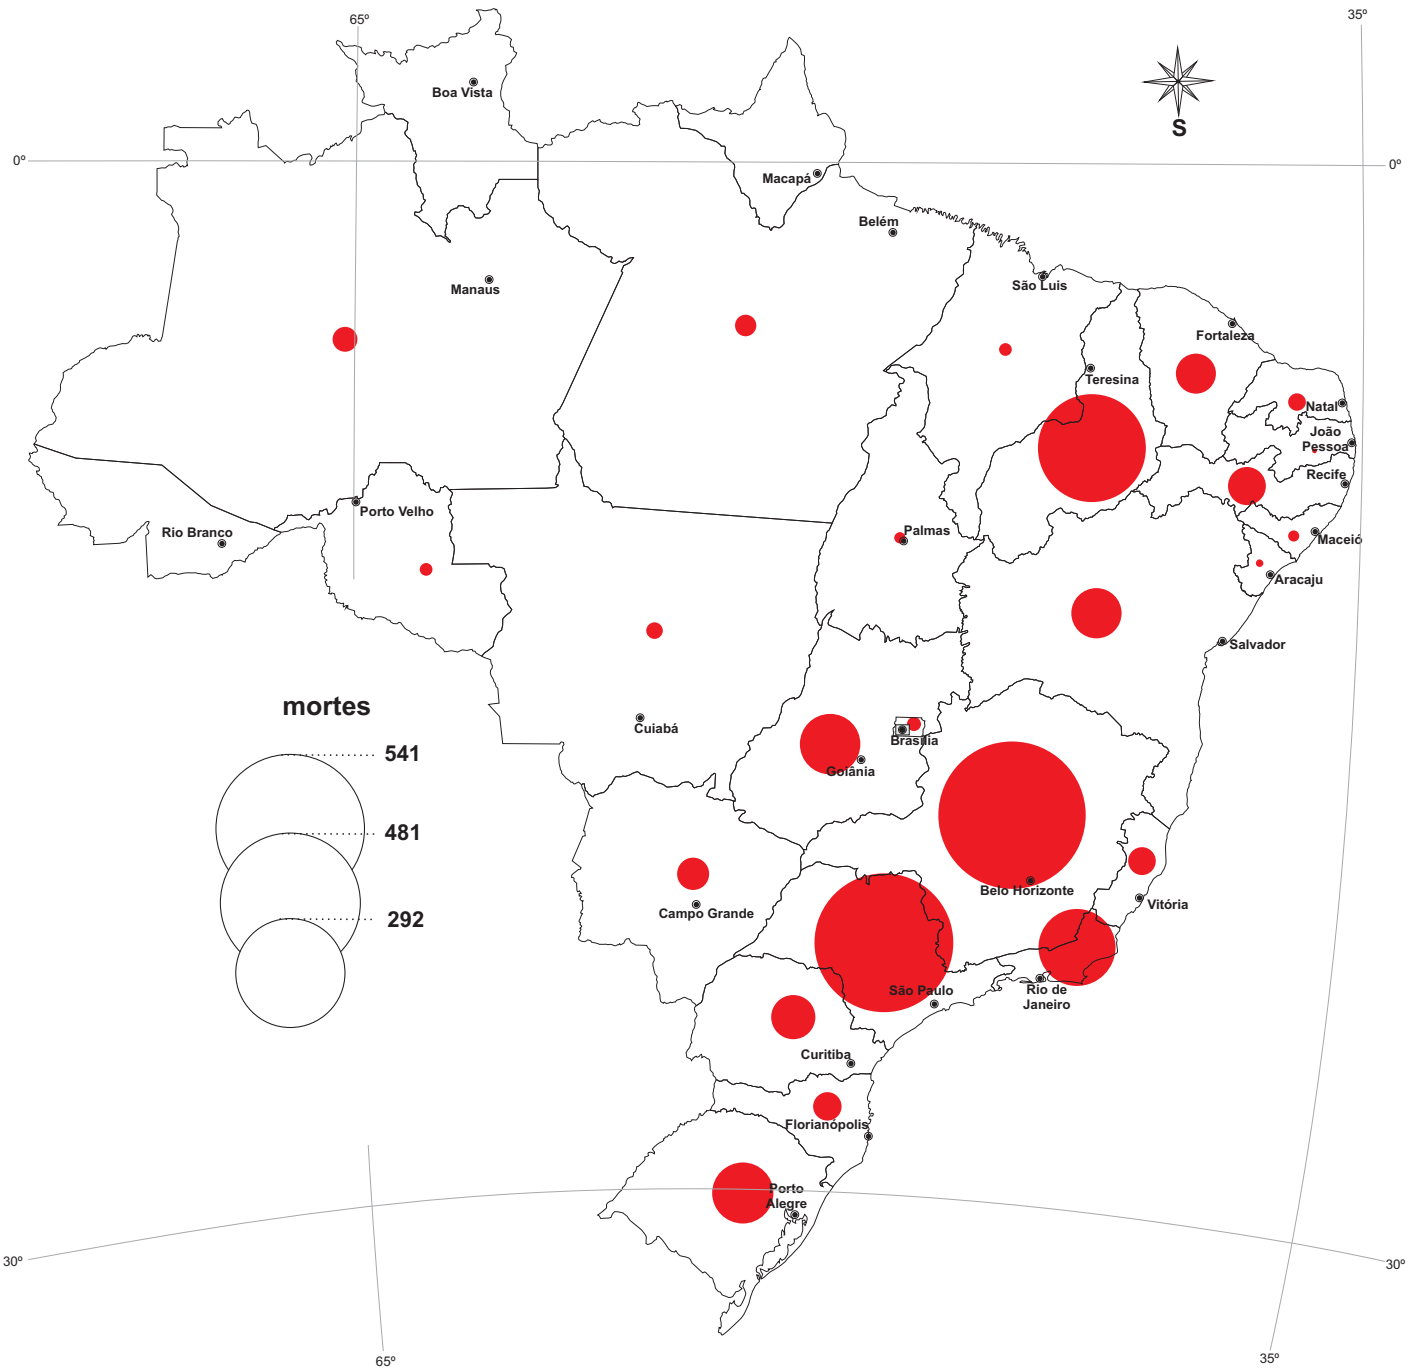 65º
35º
Boa Vista
S
0º
0º
Macapá
Belém
Manaus
São Luis
Fortaleza
Teresina
Natal
João
Pessoa
Recife
Porto Velho
Rio Branco
Palmas
Maceió
Aracaju
Salvador
mortes
Cuiabá
Brasília
541
Goiânia
481
Belo Horizonte
Vitória
Campo Grande
292
São Paulo
Rio de
Janeiro
Curitiba
Florianópolis
Porto
Alegre
30º
30º
65º
35º